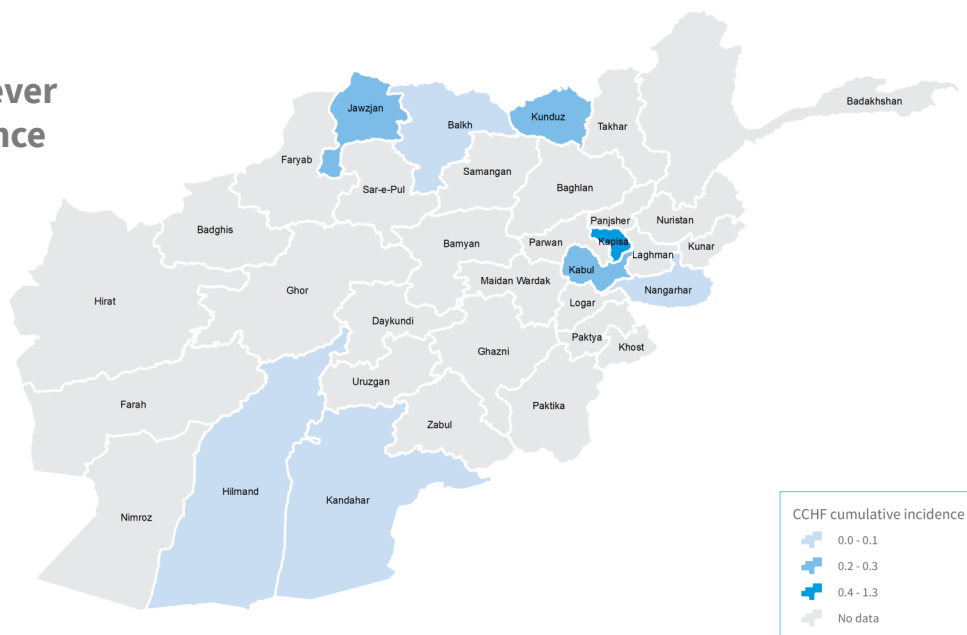 ever
nce
Jawzjan
Balkh
Kunduz
Takhar
Badakhshan
Faryab
Sar-e-Pul
Samangan
Baghlan
Badghis
Panjsher
Nuristan
Bamyan
Parwan
Kapisa
Laghman
Kunar
Kabul
Maidan Wardak
Nangarhar
Hirat
Ghor
Logar
Daykundi
Paktya
Khost
Ghazni
Uruzgan
Farah
Paktika
Zabul
Hilmand
Kandahar
Nimroz
CCHF cumulative incidence
0.0 - 0.1
0.2 - 0.3
0.4 - 1.3
No data